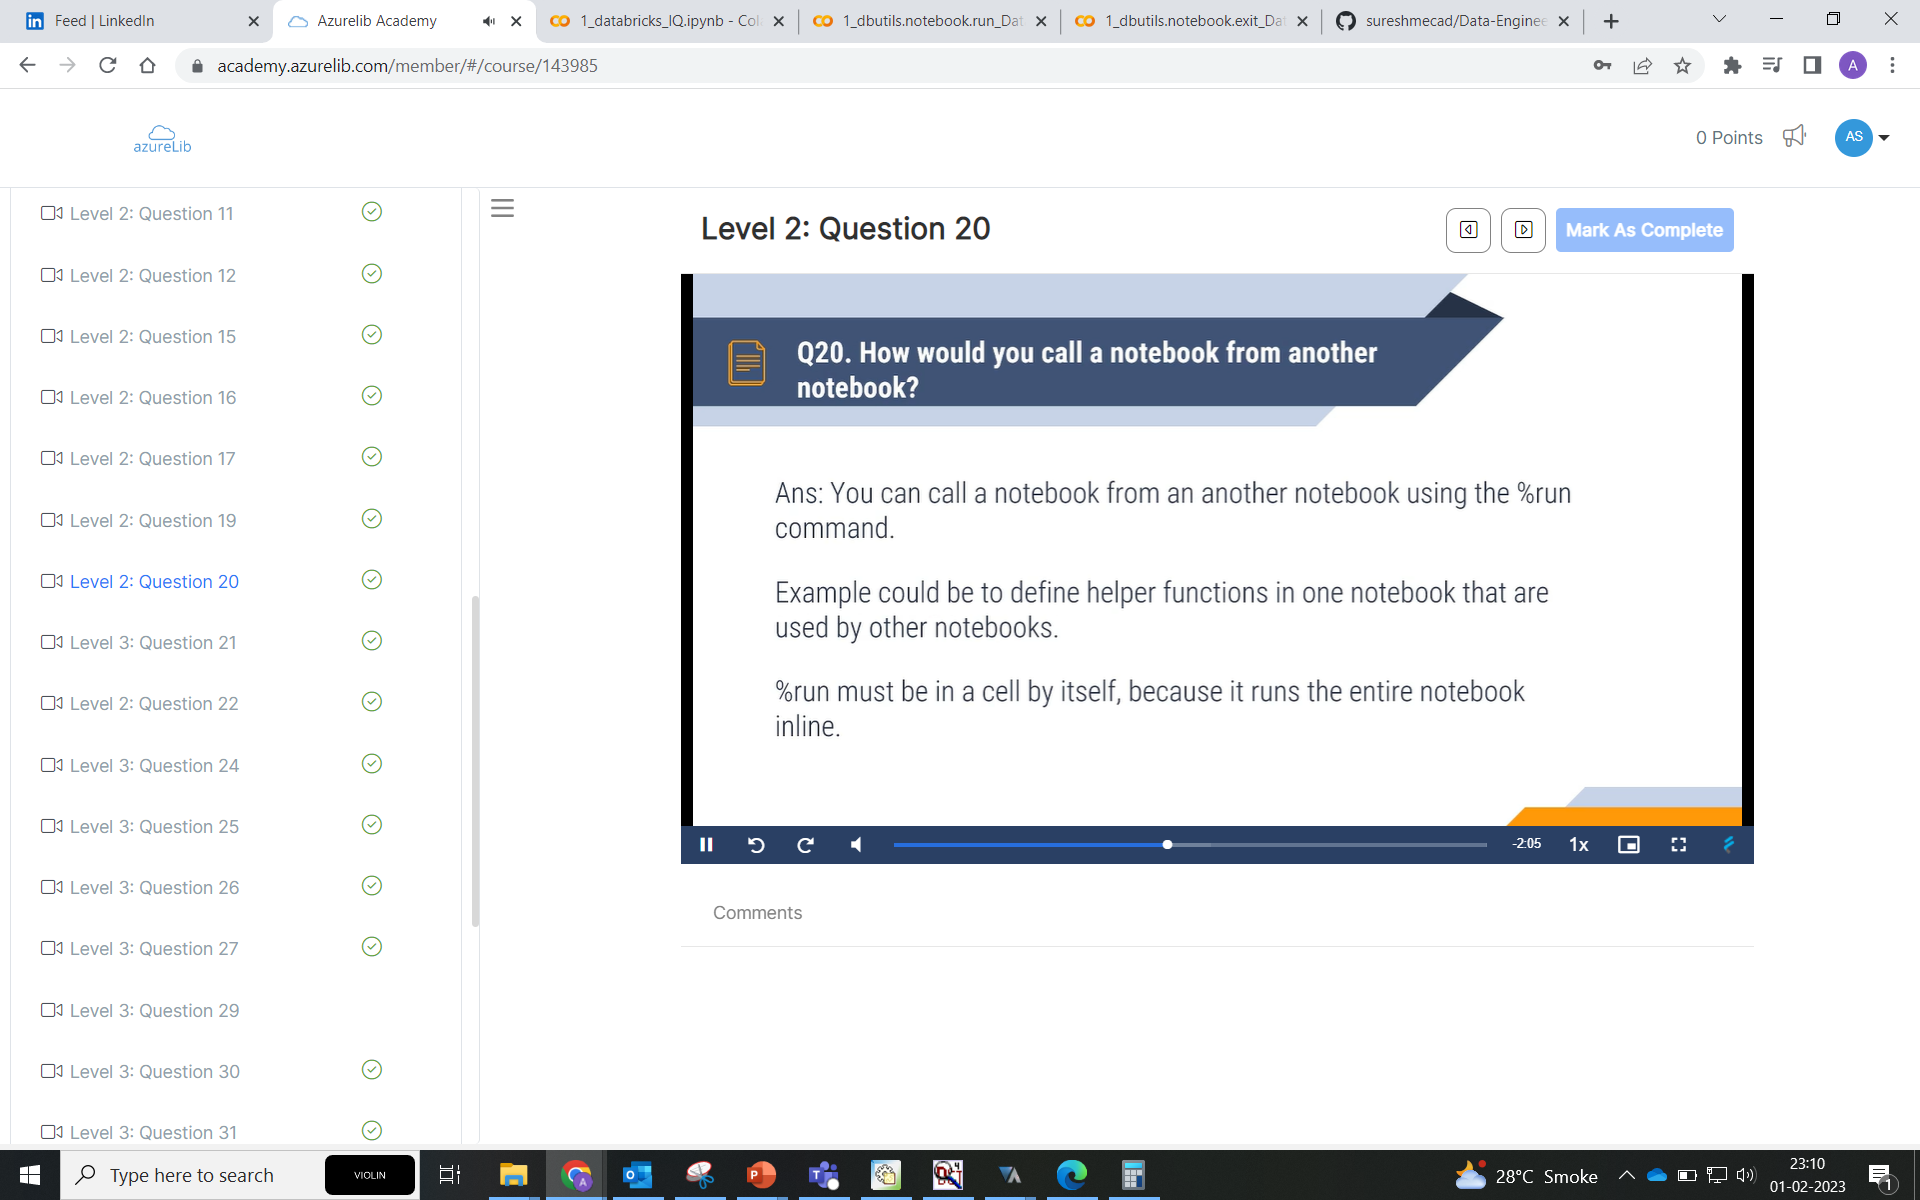 Feed | LinkedIn
Azurelib Academy
1_databricks_IQ.ipynb - Col
1_dbutils.notebook.run_Dat
1_dbutils.notebook.exit_Dat
sureshmecad/Data-Enginee
academy.azurelib.com/member/#/course/143985
A
azureLib
0 Points
AS
Level 2: Question 11
Level 2: Question 12
Level 2: Question 15
Level 2: Question 16
Level 2: Question 17
Level 2: Question 19
Level 2: Question 20
Level 3: Question 21
Level 2: Question 22
Level 3: Question 24
Level 3: Question 25
Level 3: Question 26
Level 3: Question 27
Level 3: Question 29
Level 3: Question 30
Level 3: Question 31
Level 2: Question 20
Mark As Complete
Q20. How would you call a notebook from another
notebook?
Ans: You can call a notebook from an another notebook using the %run
command.
Example could be to define helper functions in one notebook that are
used by other notebooks.
%run must be in a cell by itself, because it runs the entire notebook
inline.
-2:05
1x
Comments
Type here to search
VIOLIN
28°C Smoke
23:10
01-02-2023
1